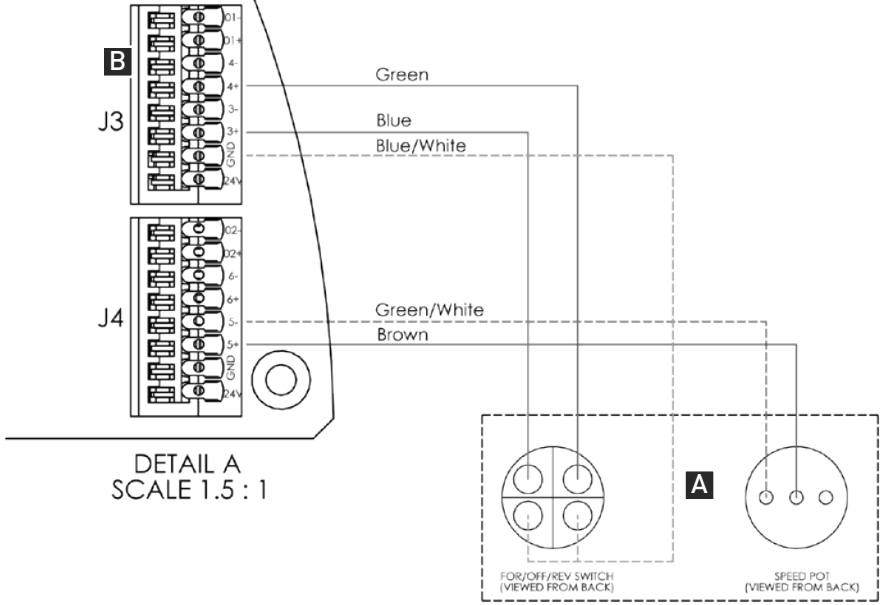 01-
01+
B
4-
Green
4+
J3
3-
Blue
3+
Blue/White
GND
24V
02-
02+
6-
6+
Green/White
J4
5-
Brown
5+
GND
24V
DETAIL A
SCALE 1.5 : 1
A
FOR/OFF/REV SWITCH
(VIEWED FROM BACK)
SPEED POT
(VIEWED FROM BACK)